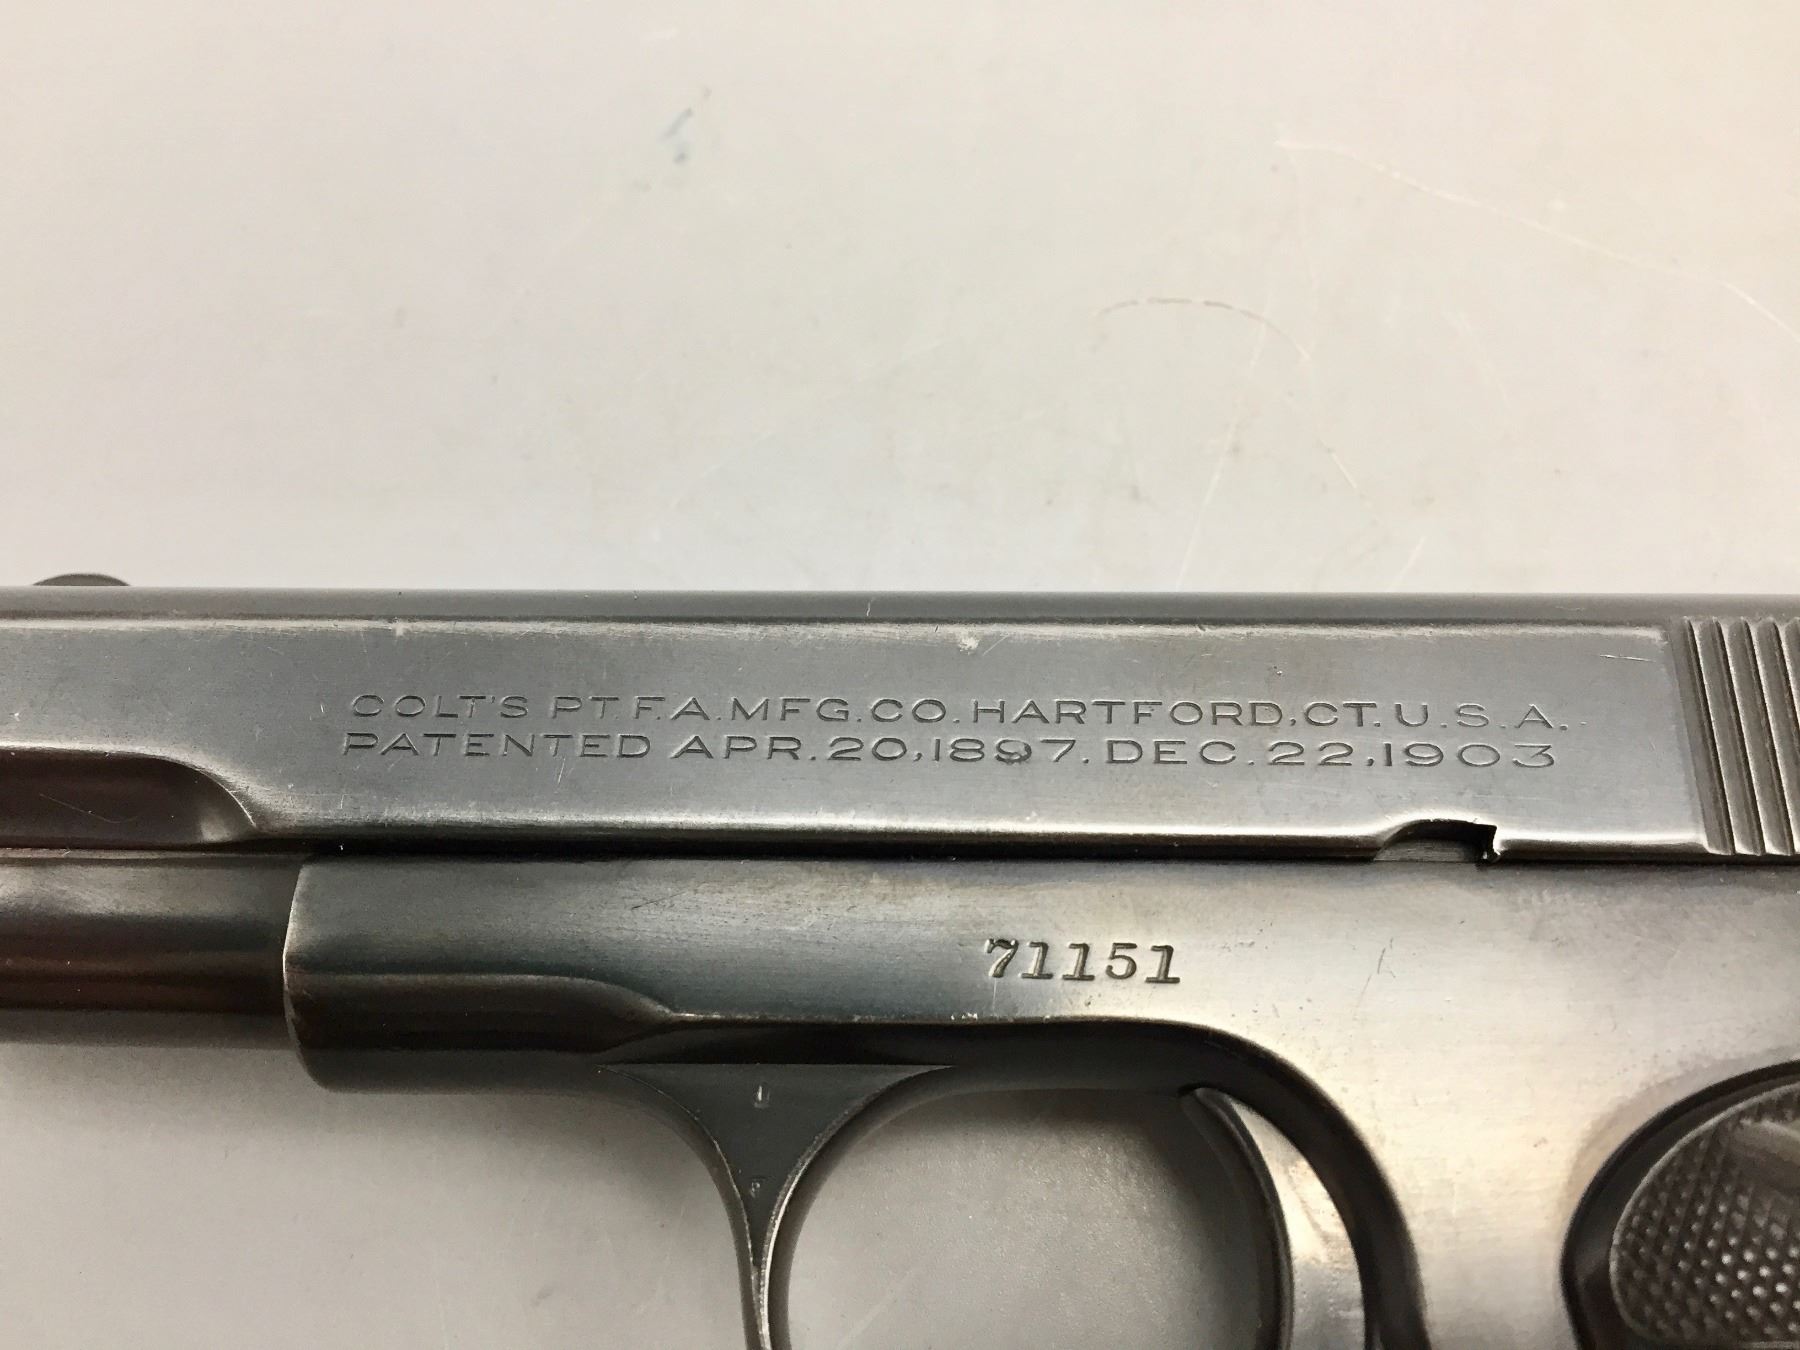 COLT'S PT. F.A. MFG. CO. HARTFORD, CT. U.S.A.
PATENTED APR. 20, 1897. DEC. 22, 1903
71151